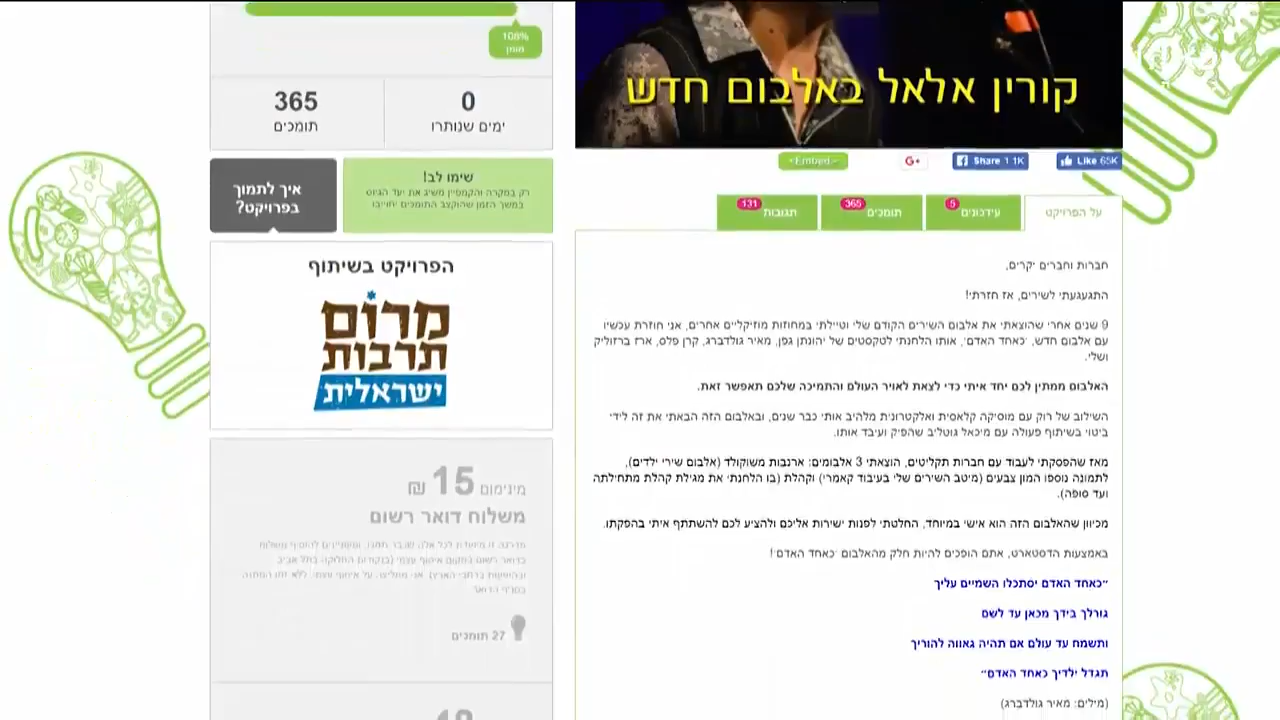 קורין אלאל באלבום חדש
108%
מומן
0
ימים שנותרו
365
תומכים
Like 65K
Share 1.1K
G+
Embed
שימו לב!
רק במקרה והקמפיין משיג את יעד הגיוס
במשך הזמן שהוקצב התומכים יחוייבו
איך לתמוך
בפרויקט?
על הפרויקט
עידכונים 5
תומכים 365
תגובות 131
חברות וחברים יקרים,
התגעגעתי לשירים, אז חזרתי!
9 שנים אחרי שהוצאתי את אלבום השירים הקודם שלי וטיילתי במחוזות מוזיקליים אחרים, אני חוזרת עכשיו
עם אלבום חדש, 'כאחד האדם', אותו הלחנתי לטקסטים של יהונתן גפן, מאיר גולדברג, קרן פלס, ארז ברזוליק
ושלי.
האלבום ממתין לכם יחד איתי כדי לצאת לאויר העולם והתמיכה שלכם תאפשר זאת.
השילוב של רוק עם מוסיקה קלאסית ואלקטרונית מלהיב אותי כבר שנים, ובאלבום הזה הבאתי את זה לידי
ביטוי בשיתוף פעולה עם מיכאל גוטליב שהפיק ועיבד אותו.
מאז שהפסקתי לעבוד עם חברות תקליטים, הוצאתי 3 אלבומים: ארנבות משוקולד (אלבום שירי ילדים),
לתמונה נוספו המון צבעים (מיטב השירים שלי בעיבוד קאמרי) וקהלת (בו הלחנתי את מגילת קהלת מתחילתה
ועד סופה).
מכיוון שהאלבום הזה הוא אישי במיוחד, החלטתי לפנות ישירות אליכם ולהציע לכם להשתתף איתי בהפקתו.
באמצעות הדסטארט, אתם הופכים להיות חלק מהאלבום 'כאחד האדם'!
"כאחד האדם יסתכלו השמיים עליך
גורלך בידך מכאן עד לשם
ותשמח עד עולם אם תהיה גאווה להוריך
תגדל ילדיך כאחד האדם"
(מילים: מאיר גולדברג)
הפרויקט בשיתוף
מרום
תרבות
ישראלית
מינימום 15 ₪
משלוח דואר רשום
27 תומכים